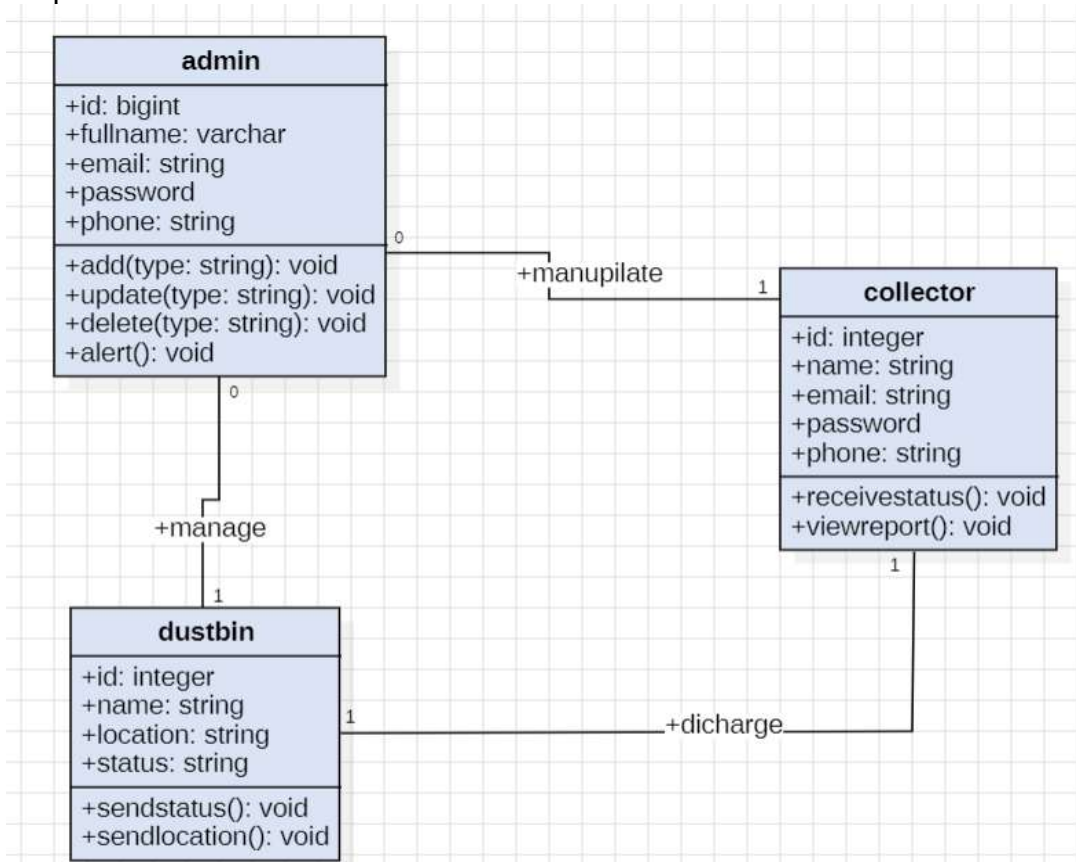 admin
+id: bigint
+fullname: varchar
+email: string
+password
+phone: string
+add(type: string): void
+update(type: string): void
+delete(type: string): void
+alert(): void
0
+manupilate
1
collector
+id: integer
+name: string
+email: string
+password
+phone: string
+receivestatus(): void
+viewreport(): void
0
+manage
1
dustbin
+id: integer
+name: string
+location: string
+status: string
+sendstatus(): void
+sendlocation(): void
1
+dicharge
1